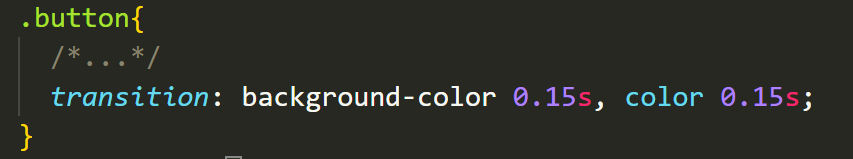 .button{
/*...*/
transition: background-color 0.15s, color 0.15s;
}